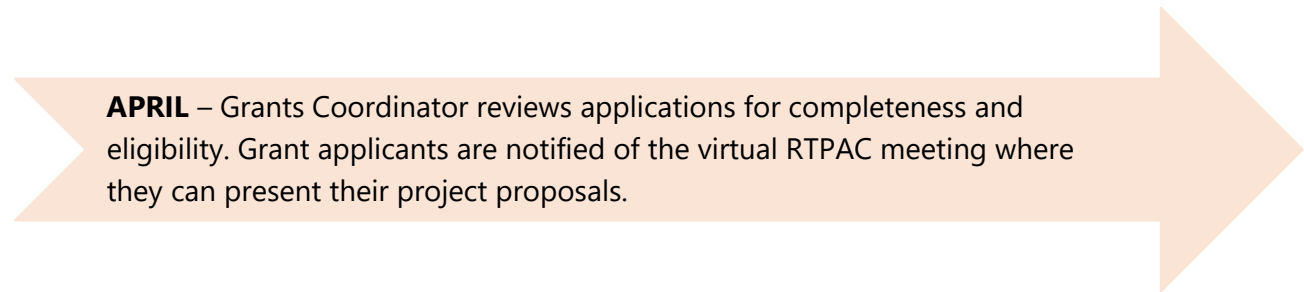 APRIL – Grants Coordinator reviews applications for completeness and
eligibility. Grant applicants are notified of the virtual RTPAC meeting where
they can present their project proposals.